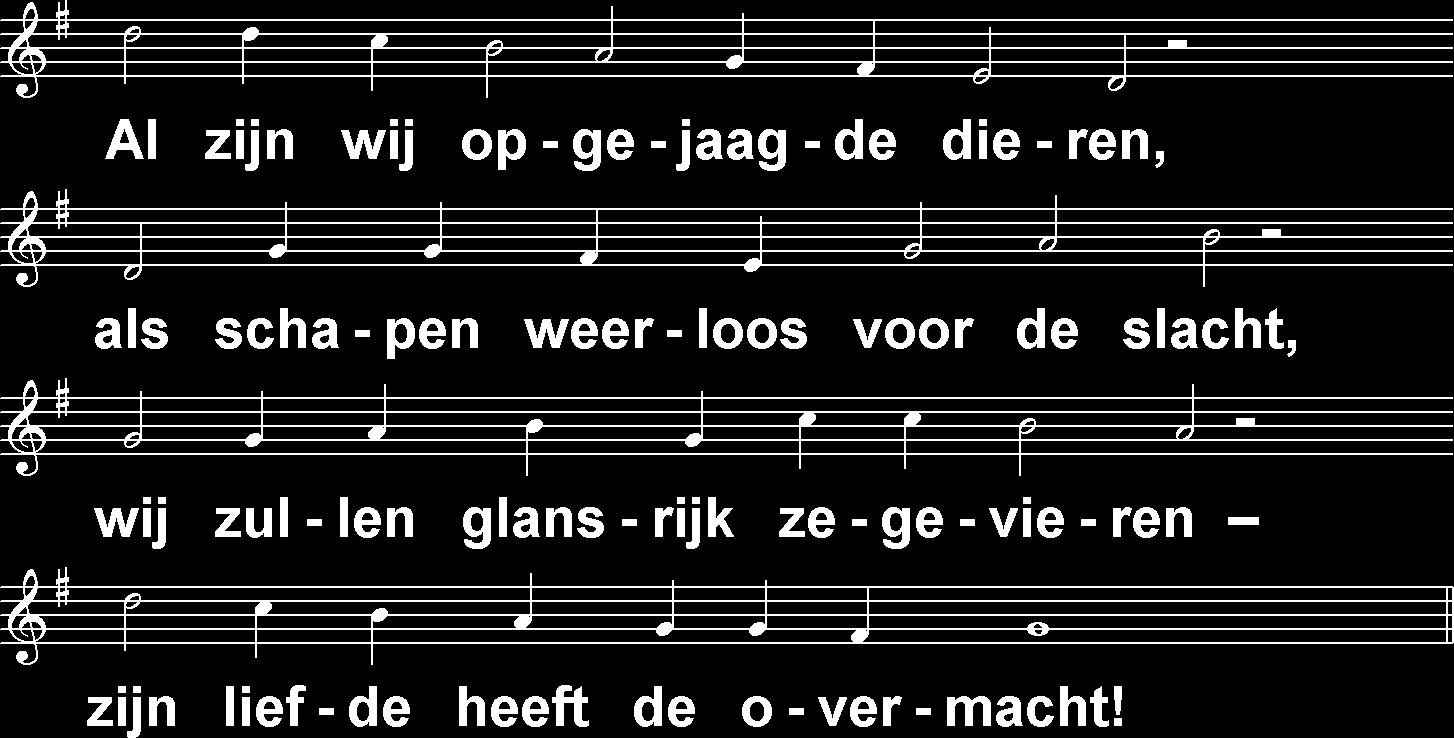 Al zijn wij op - ge - jaag - de die - ren,
als scha - pen weer - loos voor de slacht,
wij zul - len glans - rijk ze - ge - vie - ren –
zijn lief - de heeft de o - ver - macht!